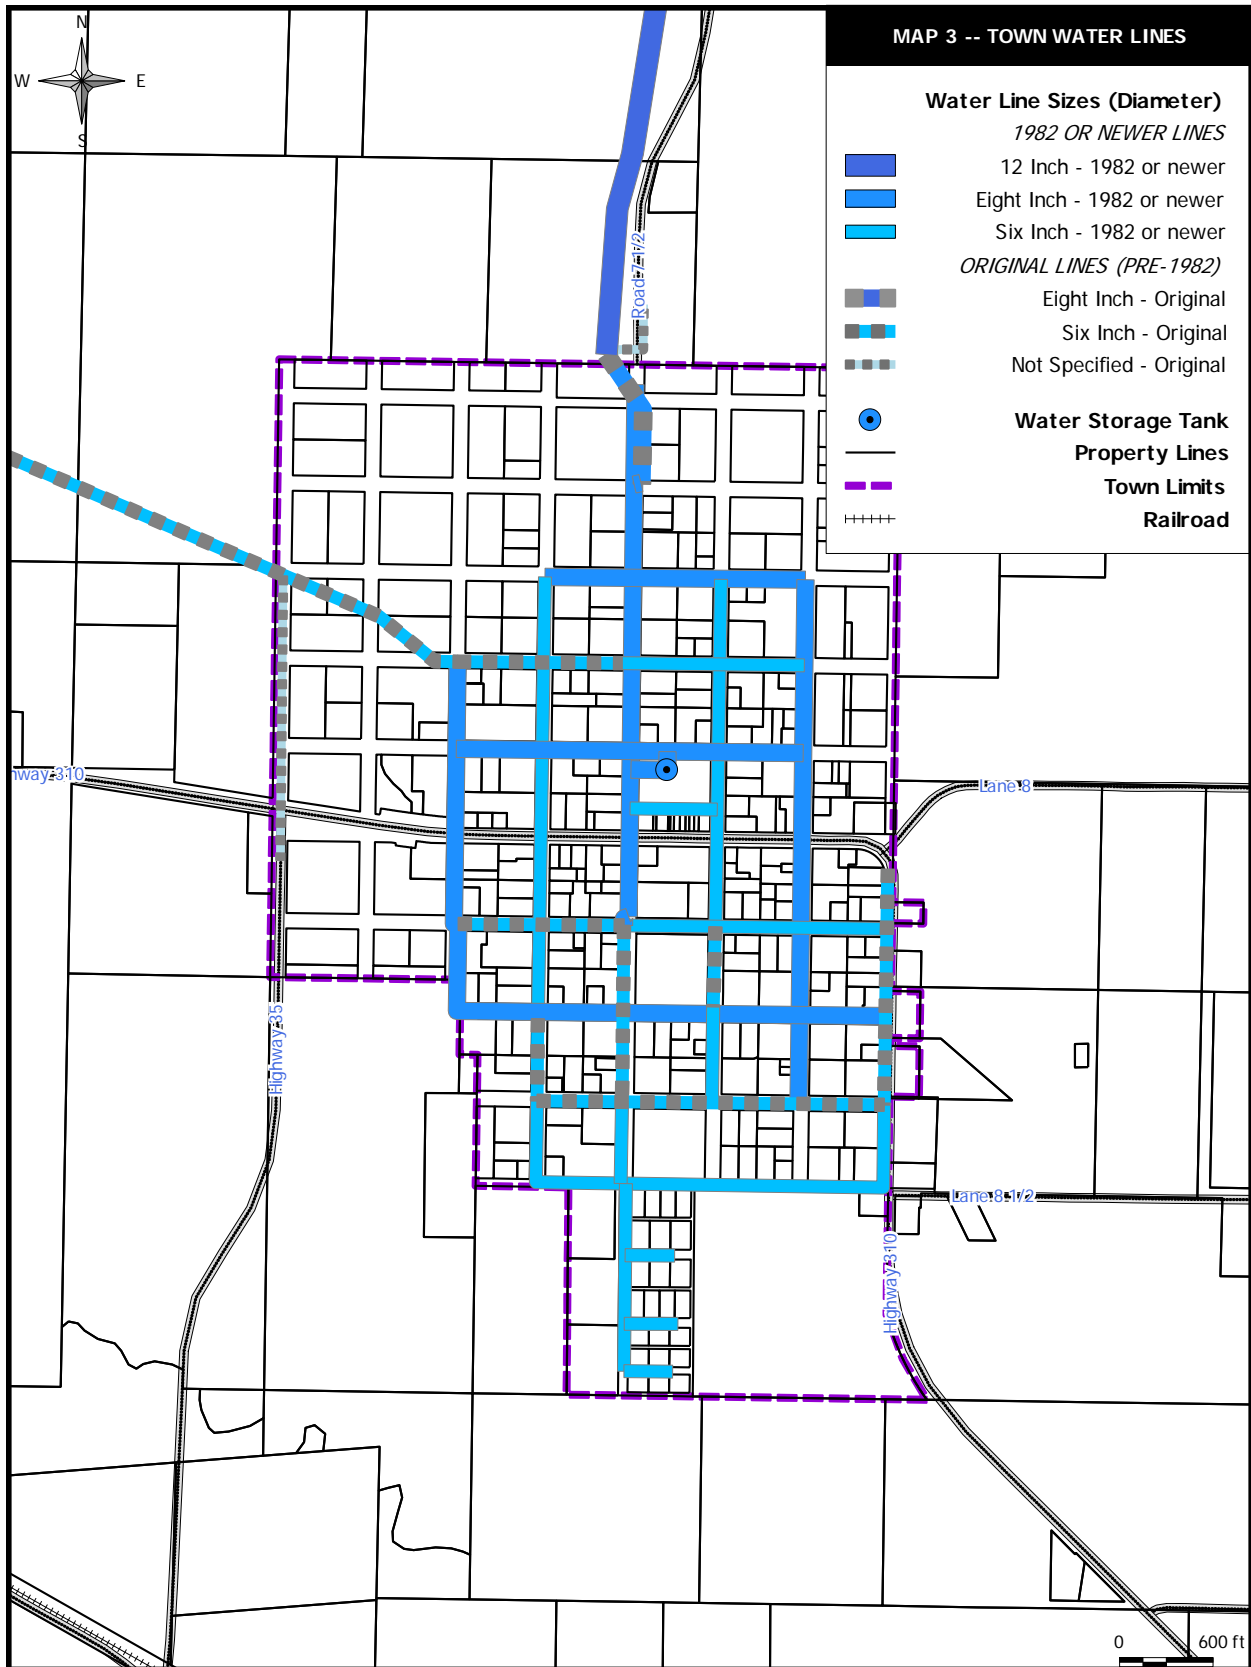 N
W E
S
MAP 3 -- TOWN WATER LINES
Water Line Sizes (Diameter)
1982 OR NEWER LINES
12 Inch - 1982 or newer
Eight Inch - 1982 or newer
Six Inch - 1982 or newer
ORIGINAL LINES (PRE-1982)
Eight Inch - Original
Six Inch - Original
Not Specified - Original
Water Storage Tank
Property Lines
Town Limits
Railroad
Road 7 1/2
hway 310
Lane 8
Highway 35
Lane 8 1/2
Highway 310
0 600 ft